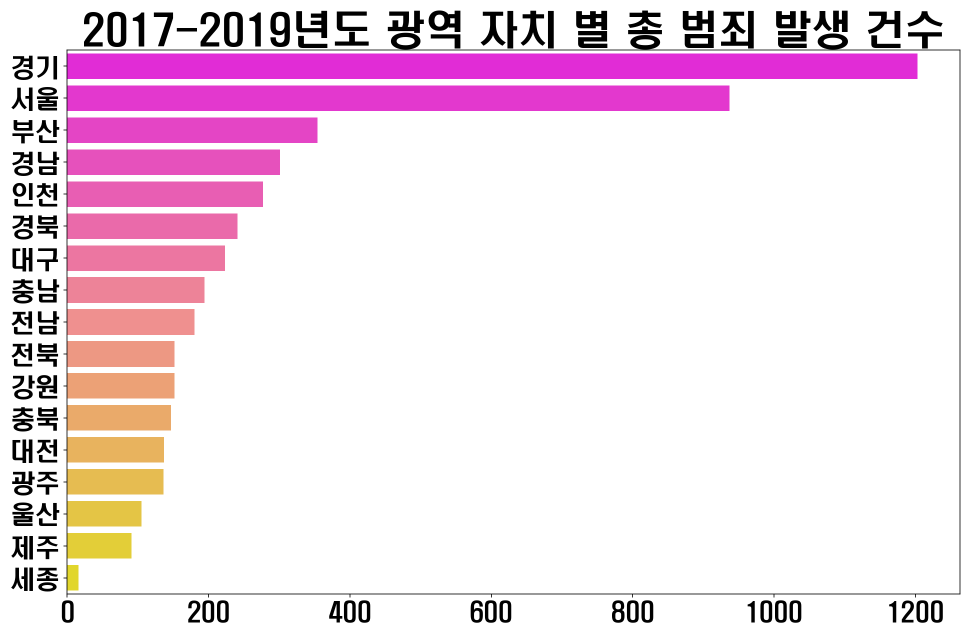 2017-2019년도 광역 자치 별 총 범죄 발생 건수
경기
서울
부산
경남
인천
경북
대구
충남
전남
전북
강원
충북
대전
광주
울산
제주
세종
0 200 400 600 800 1000 1200